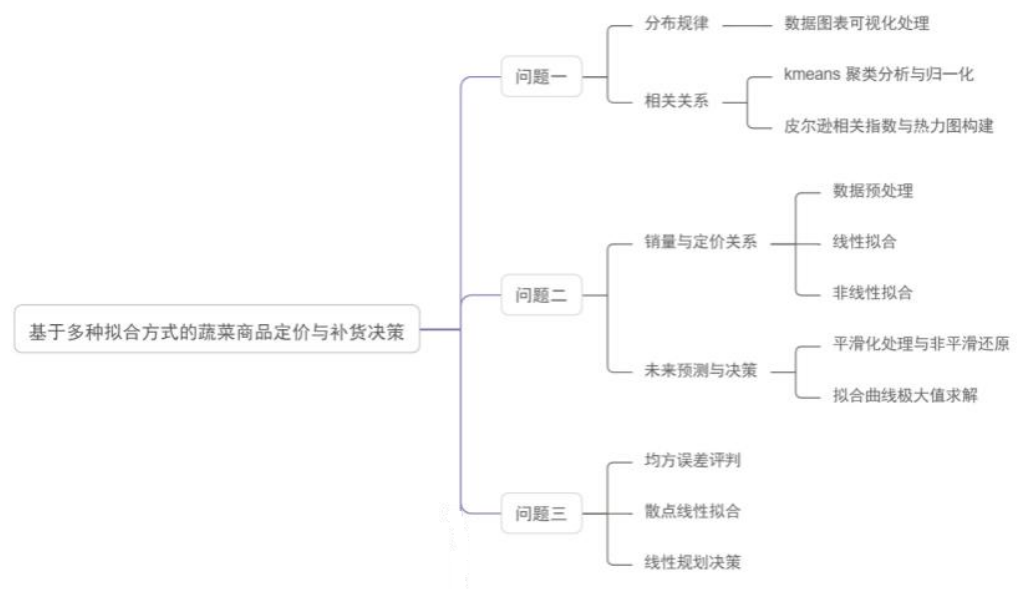 基于多种拟合方式的蔬菜商品定价与补货决策
问题一
分布规律
数据图表可视化处理
相关关系
kmeans 聚类分析与归一化
皮尔逊相关指数与热力图构建
问题二
销量与定价关系
数据预处理
线性拟合
非线性拟合
未来预测与决策
平滑化处理与非平滑还原
拟合曲线极大值求解
问题三
均方误差评判
散点线性拟合
线性规划决策